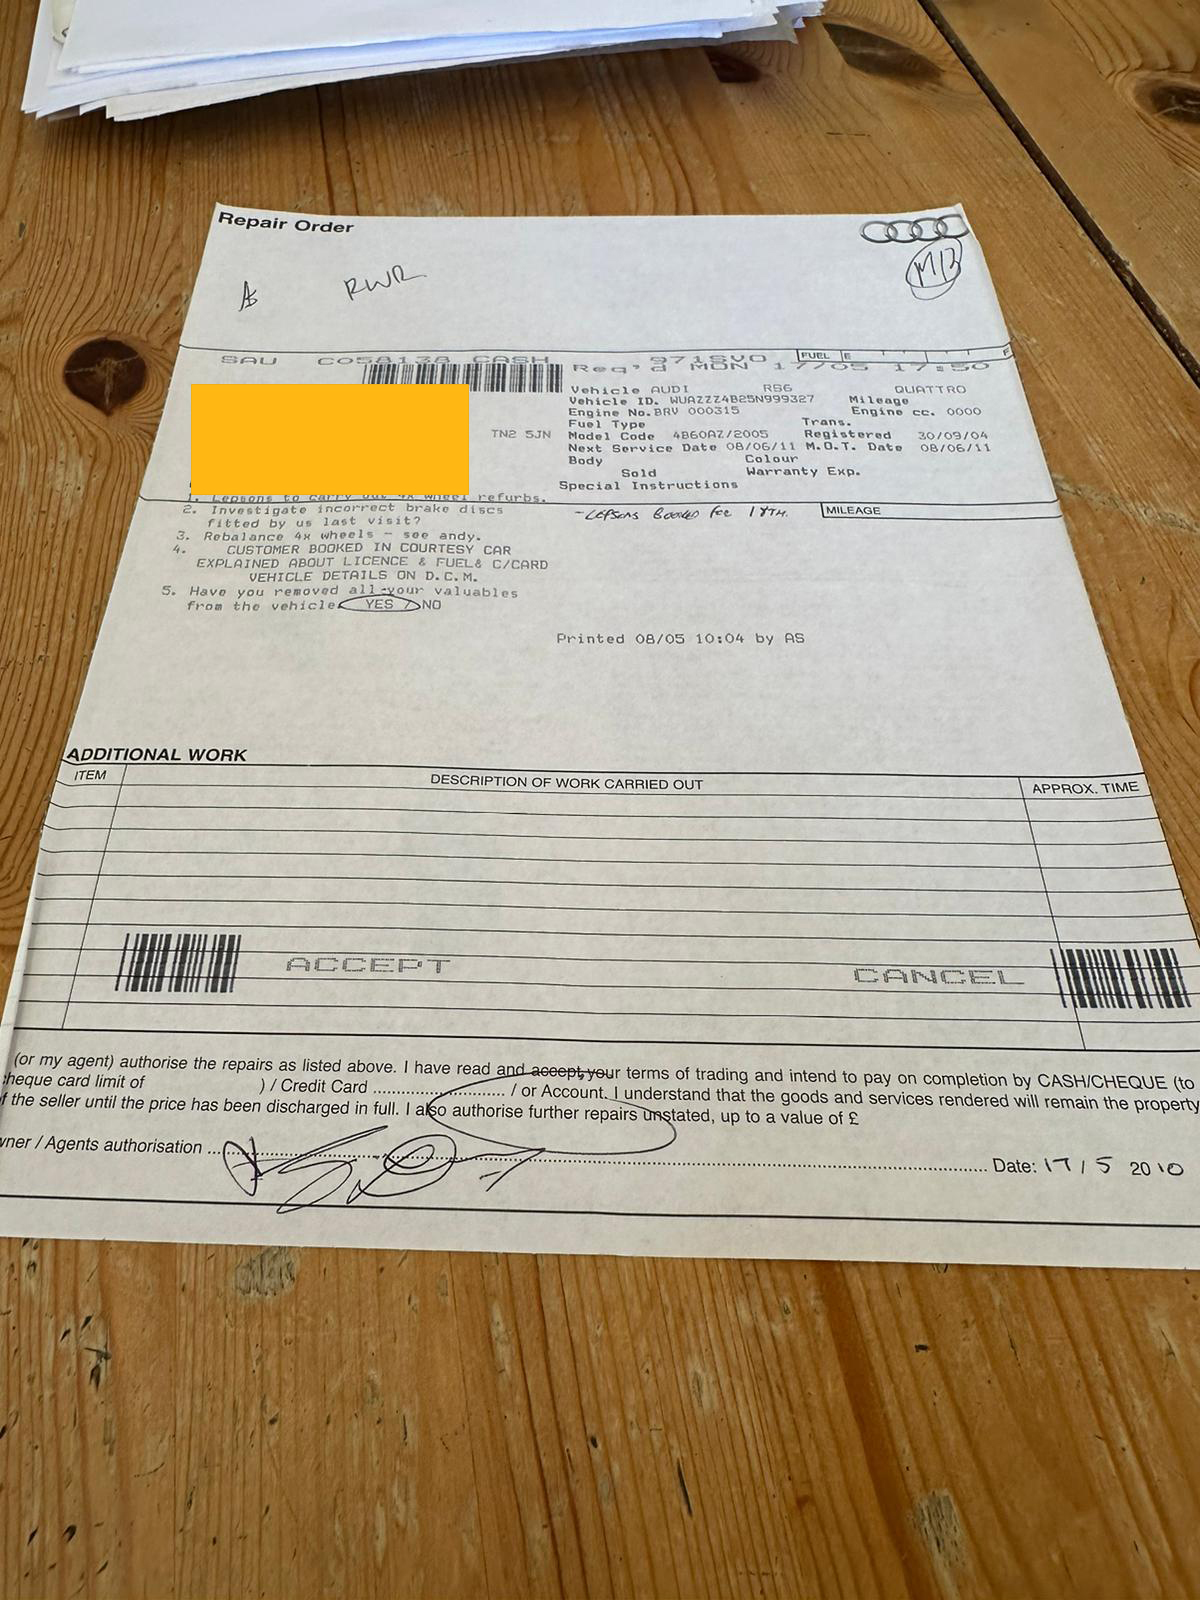 Repair Order
AS RWR M13
SAU C058138 CASH 971SVO FUEL E F
Req'd MON 17/05 17:50
Vehicle AUDI RS6 QUATTRO
Vehicle ID. WUAZZZ4B25N999327 Mileage
Engine No.BRV 000315 Engine cc. 0000
Fuel Type Trans.
TN2 5JN Model Code 4B60AZ/2005 Registered 30/09/04
Next Service Date 08/06/11 M.O.T. Date 08/06/11
Body Colour
Sold Warranty Exp.
Special Instructions
1. Lepsons to carry out 4x wheel refurbs.
2. Investigate incorrect brake discs
fitted by us last visit?
- LEPSONS BOOKED FOR 18TH. MILEAGE
3. Rebalance 4x wheels - see andy.
4. CUSTOMER BOOKED IN COURTESY CAR
EXPLAINED ABOUT LICENCE & FUEL& C/CARD
VEHICLE DETAILS ON D.C.M.
5. Have you removed all your valuables
from the vehicle YES / NO
Printed 08/05 10:04 by AS
ADDITIONAL WORK
ITEM DESCRIPTION OF WORK CARRIED OUT APPROX. TIME
ACCEPT CANCEL
(or my agent) authorise the repairs as listed above. I have read and accept your terms of trading and intend to pay on completion by CASH/CHEQUE (to
cheque card limit of ) / Credit Card .............................. / or Account. I understand that the goods and services rendered will remain the property
of the seller until the price has been discharged in full. I also authorise further repairs unstated, up to a value of £
wner / Agents authorisation ........ Date: 17 / 5 2010